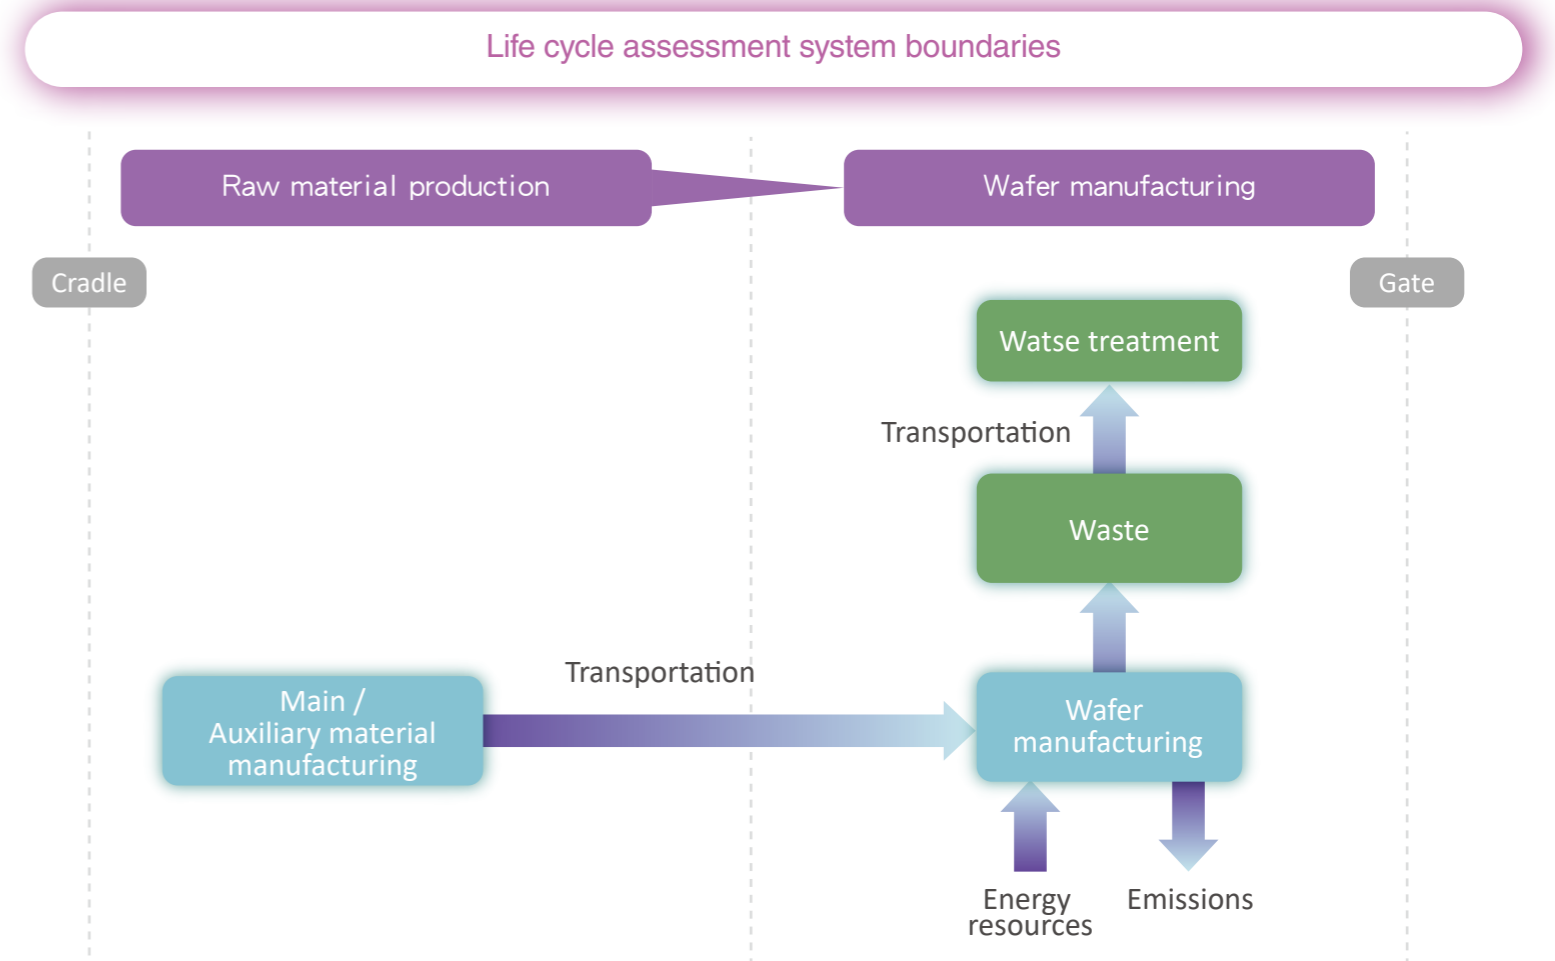 Life cycle assessment system boundaries
Raw material production
Wafer manufacturing
Cradle
Gate
Watse treatment
Transportation
Waste
Transportation
Main /
Auxiliary material
manufacturing
Wafer
manufacturing
Energy
resources
Emissions